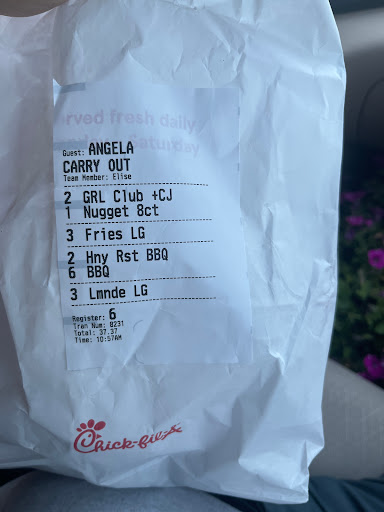 rved fresh daily
Saturday
Guest: ANGELA
CARRY OUT
Team Member: Elise
2 GRL Club +CJ
1 Nugget 8ct
3 Fries LG
2 Hny Rst BBQ
6 BBQ
3 Lmnde LG
Register: 6
Tran Num: 8231
Total: 37.37
Time: 10:57AM
Chick-fil-A